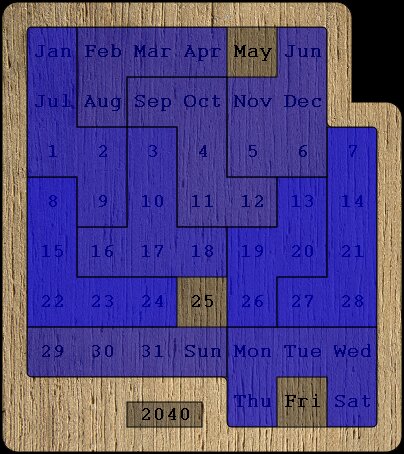 Jan Feb Mar Apr May Jun
Jul Aug Sep Oct Nov Dec
1 2 3 4 5 6 7
8 9 10 11 12 13 14
15 16 17 18 19 20 21
22 23 24 25 26 27 28
29 30 31 Sun Mon Tue Wed
Thu Fri Sat
2040